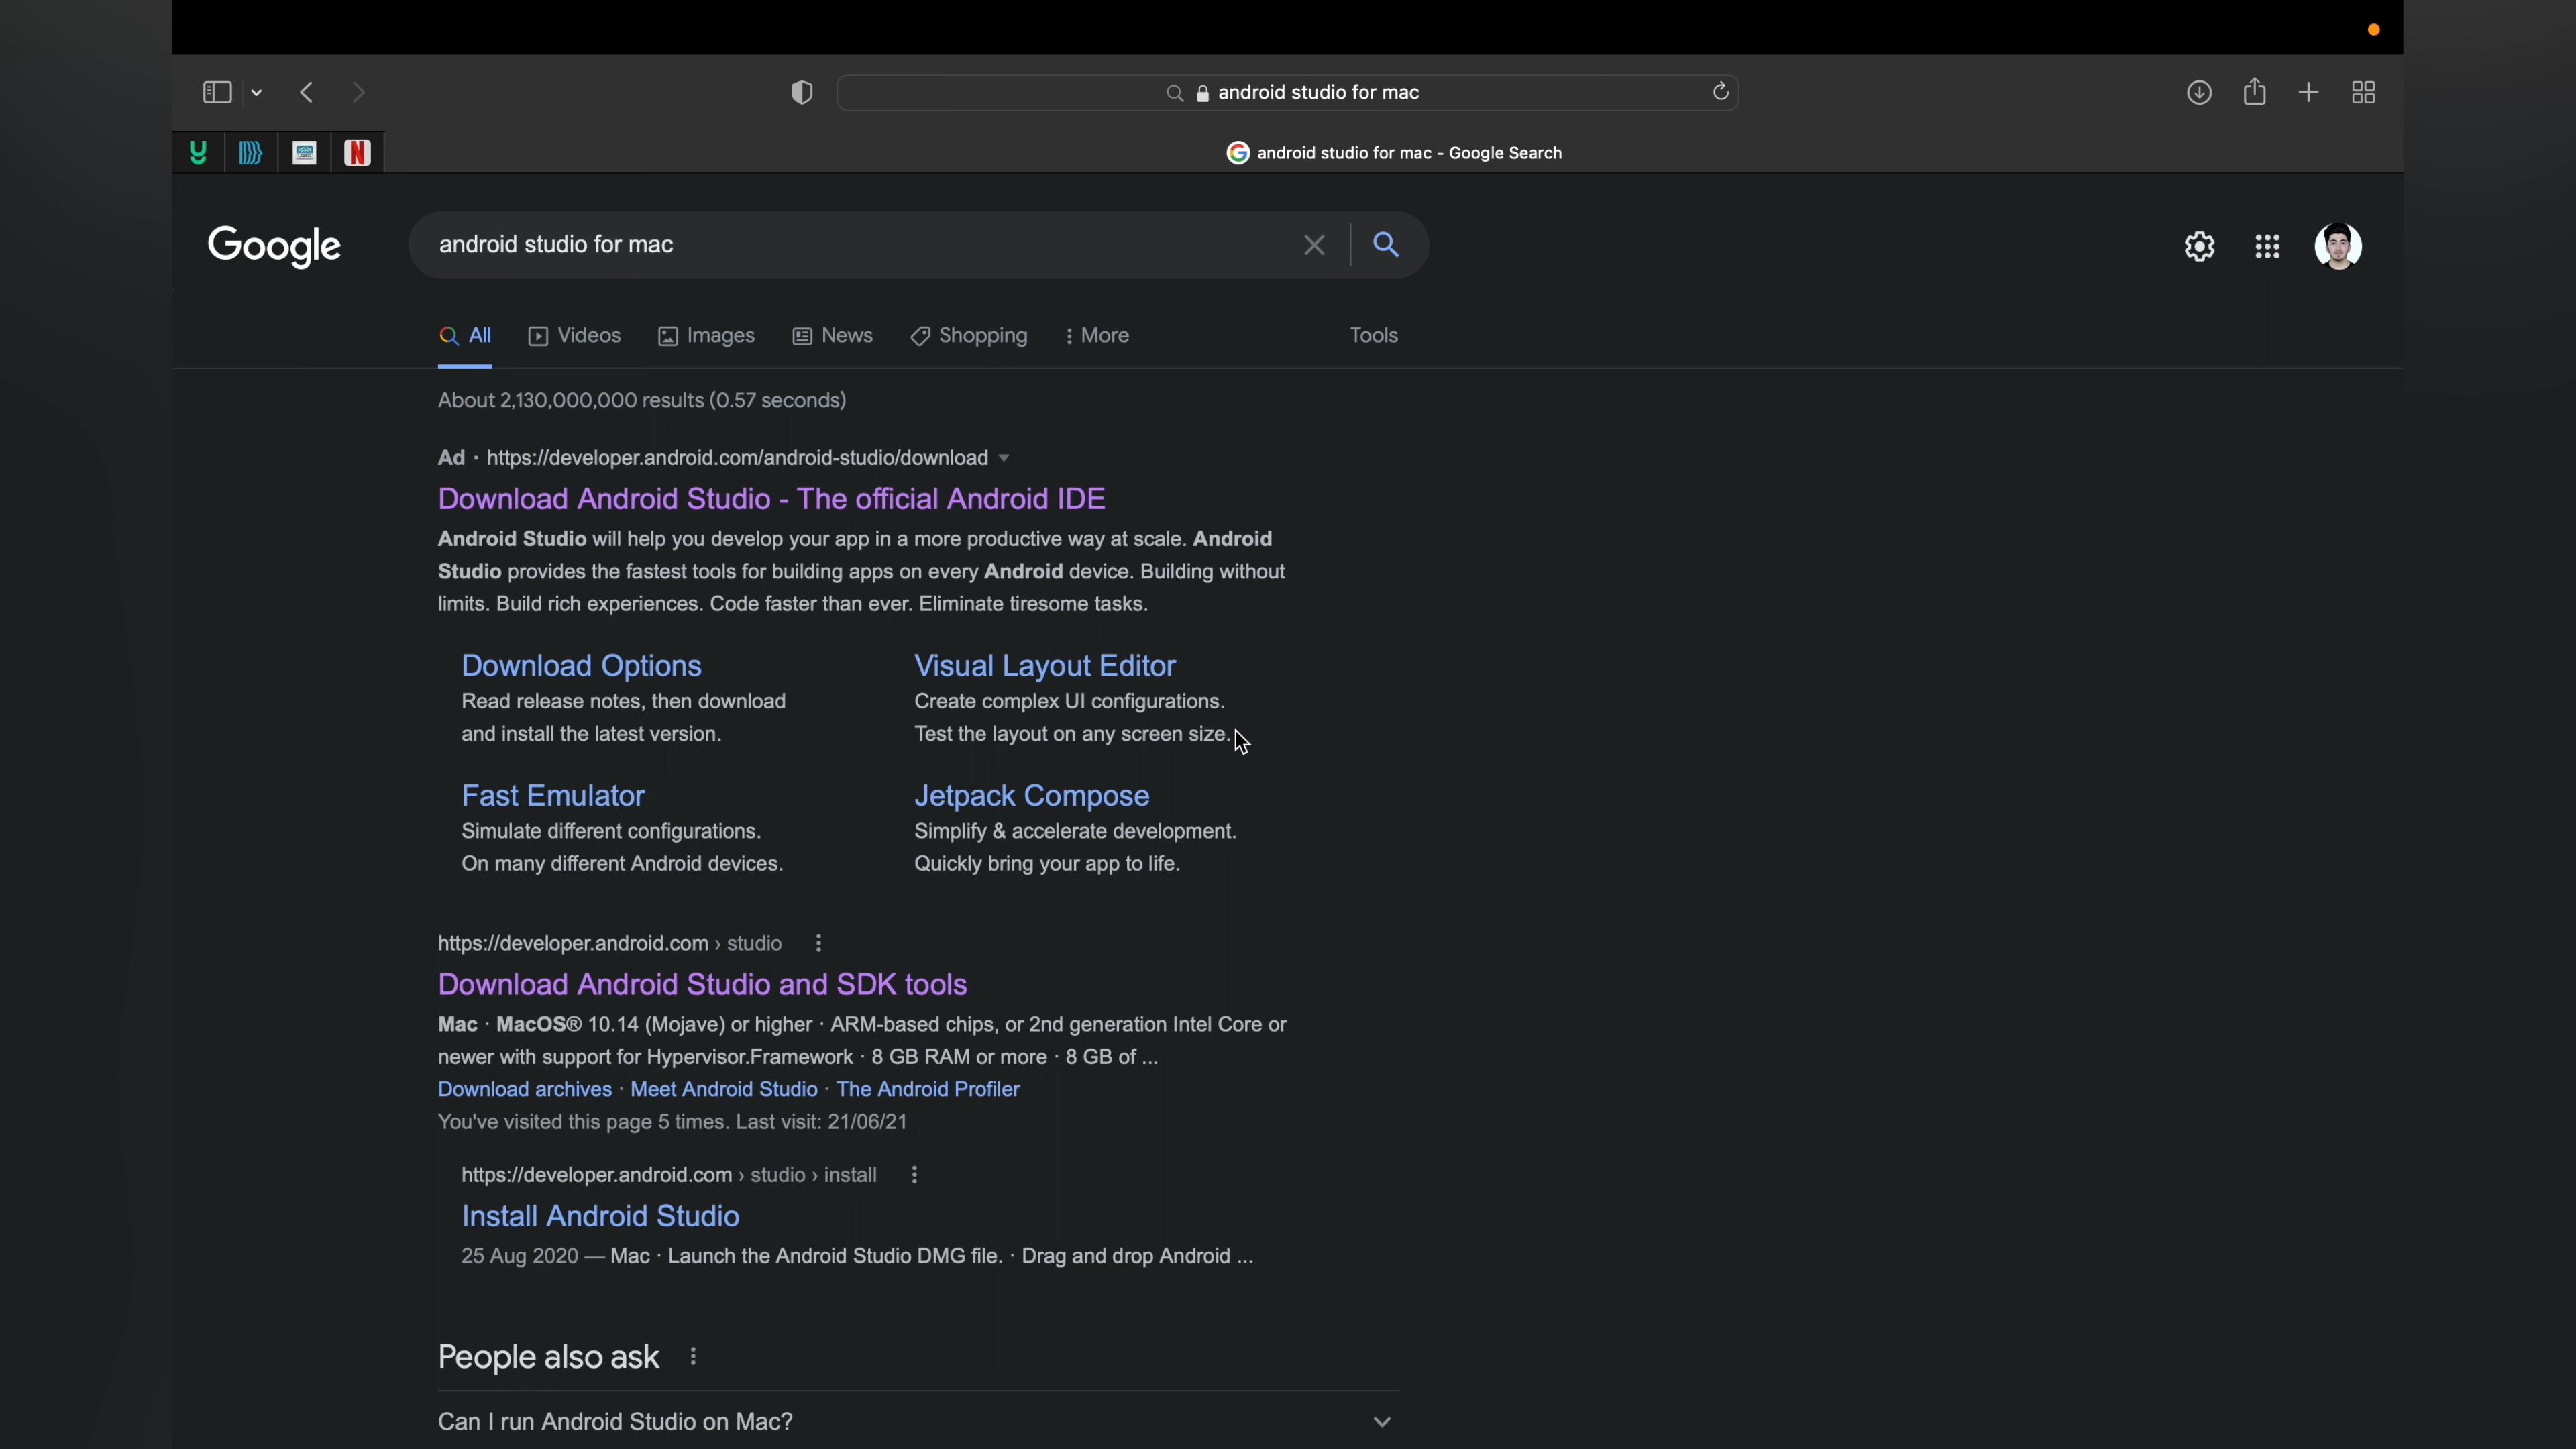 android studio for mac
android studio for mac - Google Search
Google
android studio for mac
All Videos Images News Shopping More Tools
About 2,130,000,000 results (0.57 seconds)
Ad · https://developer.android.com/android-studio/download
Download Android Studio - The official Android IDE
Android Studio will help you develop your app in a more productive way at scale. Android
Studio provides the fastest tools for building apps on every Android device. Building without
limits. Build rich experiences. Code faster than ever. Eliminate tiresome tasks.
Download Options
Read release notes, then download
and install the latest version.
Visual Layout Editor
Create complex UI configurations.
Test the layout on any screen size.
Fast Emulator
Simulate different configurations.
On many different Android devices.
Jetpack Compose
Simplify & accelerate development.
Quickly bring your app to life.
https://developer.android.com › studio
Download Android Studio and SDK tools
Mac · MacOS® 10.14 (Mojave) or higher · ARM-based chips, or 2nd generation Intel Core or
newer with support for Hypervisor.Framework · 8 GB RAM or more · 8 GB of ...
Download archives · Meet Android Studio · The Android Profiler
You've visited this page 5 times. Last visit: 21/06/21
https://developer.android.com › studio › install
Install Android Studio
25 Aug 2020 — Mac · Launch the Android Studio DMG file. · Drag and drop Android ...
People also ask
Can I run Android Studio on Mac?